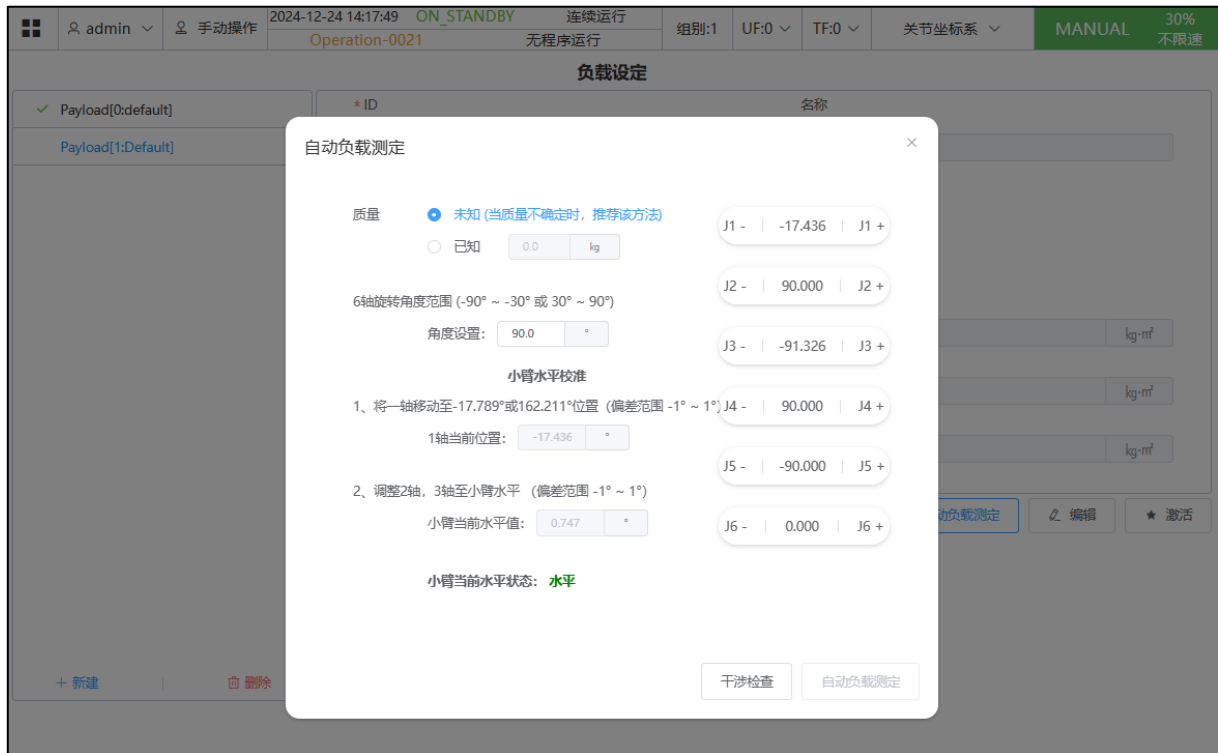 admin
手动操作
2024-12-24 14:17:49 ON_STANDBY 连续运行
Operation-0021 无程序运行
组别:1
UF:0
TF:0
关节坐标系
MANUAL
30%
不限速
负载设定
Payload[0:default]
* ID 名称
Payload[1:Default]
自动负载测定
质量 未知 (当质量不确定时，推荐该方法)
J1 - -17.436 J1 +
已知 0.0 kg
J2 - 90.000 J2 +
6轴旋转角度范围 (-90° ~ -30° 或 30° ~ 90°)
角度设置： 90.0 °
kg·m²
J3 - -91.326 J3 +
小臂水平校准
kg·m²
1、将一轴移动至-17.789°或162.211°位置（偏差范围 -1° ~ 1°）
J4 - 90.000 J4 +
1轴当前位置： -17.436 °
kg·m²
J5 - -90.000 J5 +
2、调整2轴，3轴至小臂水平 （偏差范围 -1° ~ 1°）
小臂当前水平值： 0.747 °
J6 - 0.000 J6 +
动负载测定 编辑 激活
小臂当前水平状态： 水平
+ 新建 删除
干涉检查 自动负载测定